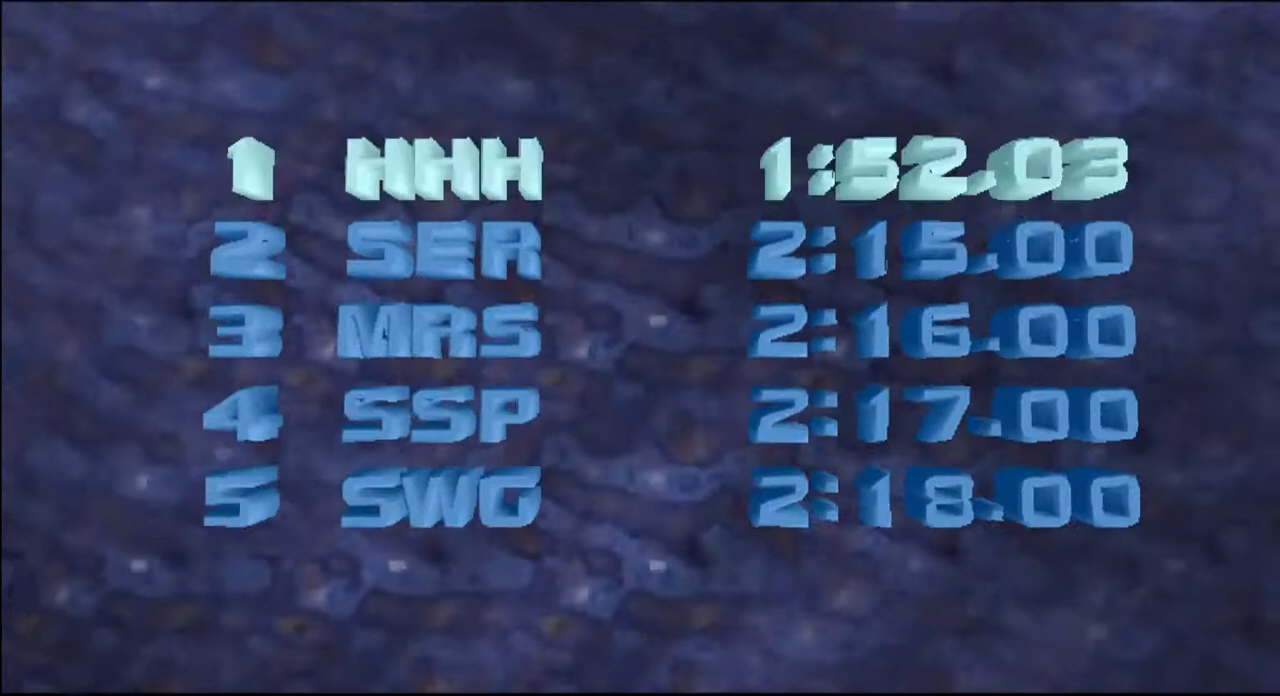 1 HHH 1:52.03
2 SER 2:15.00
3 MRS 2:16.00
4 SSP 2:17.00
5 SWG 2:18.00